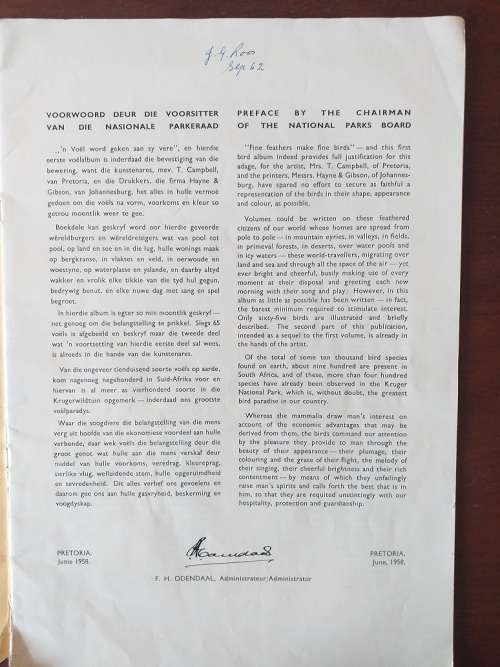 J. G. Loos
Sep 62
VOORWOORD DEUR DIE VOORSITTER
VAN DIE NASIONALE PARKERAAD
„'n Voël word geken aan sy vere", en hierdie
eerste voëlalbum is inderdaad die bevestiging van die
bewering, want die kunstenares, mev. T. Campbell,
van Pretoria, en die Drukkers, die firma Hayne &
Gibson, van Johannesburg, het alles in hulle vermoë
gedoen om die voëls na vorm, voorkoms en kleur so
getrou moontlik weer te gee.
Boekdele kan geskryf word oor hierdie geveerde
wêreldburgers en wêreldreisigers wat van pool tot
pool, op land en see en in die lug, hulle wonings maak
op bergkranse, in vlaktes en veld, in oerwoude en
woestyne, op waterplasse en yslande, en daarby altyd
wakker en vrolik elke tikkie van die tyd hul gegun,
bedrywig benut, en elke nuwe dag met sang en spel
begroet.
In hierdie album is egter so min moontlik geskryf —
net genoeg om die belangstelling te prikkel. Slegs 65
voëls is afgebeeld en beskryf maar die tweede deel
wat 'n voortsetting van hierdie eerste deel sal wees,
is alreeds in die hande van die kunstenares.
Van die ongeveer tienduisend soorte voëls op aarde,
kom nagenoeg negehonderd in Suid-Afrika voor en
hiervan is al meer as vierhonderd soorte in die
Krugerwildtuin opgemerk — inderdaad ons grootste
voëlparadys.
Waar die soogdiere die belangstelling van die mens
verg uit hoofde van die ekonomiese voordeel aan hulle
verbonde, daar wek voëls die belangstelling deur die
groot genot wat hulle aan die mens verskaf deur
middel van hulle voorkoms, veredrag, kleureprag,
sierlike vlug, welluidende stem, hulle opgeruimdheid
en tevredenheid. Dit alles verhef ons gevoelens en
daarom gee ons aan hulle gasvryheid, beskerming en
voogdyskap.
PRETORIA.
Junie 1958.
PREFACE BY THE CHAIRMAN
OF THE NATIONAL PARKS BOARD
"Fine feathers make fine birds" — and this first
bird album indeed provides full justification for this
adage, for the artist, Mrs. T. Campbell, of Pretoria,
and the printers, Messrs. Hayne & Gibson, of Johannes-
burg, have spared no effort to secure as faithful a
representation of the birds in their shape, appearance
and colour, as possible.
Volumes could be written on these feathered
citizens of our world whose homes are spread from
pole to pole — in mountain eyries, in valleys, in fields,
in primeval forests, in deserts, over water pools and
in icy waters — these world-travellers, migrating over
land and sea and through all the space of the air — yet
ever bright and cheerful, busily making use of every
moment at their disposal and greeting each new
morning with their song and play. However, in this
album as little as possible has been written — in fact,
the barest minimum required to stimulate interest.
Only sixty-five birds are illustrated and briefly
described. The second part of this publication,
intended as a sequel to the first volume, is already in
the hands of the artist.
Of the total of some ten thousand bird species
found on earth, about nine hundred are present in
South Africa, and of these, more than four hundred
species have already been observed in the Kruger
National Park, which is, without doubt, the greatest
bird paradise in our country.
Whereas the mammalia draw man's interest on
account of the economic advantages that may be
derived from them, the birds command our attention
by the pleasure they provide to man through the
beauty of their appearance — their plumage, their
colouring and the grace of their flight, the melody of
their singing, their cheerful brightness and their rich
contentment — by means of which they unfailingly
raise man's spirits and calls forth the best that is in
him, so that they are requited unstintingly with our
hospitality, protection and guardianship.
PRETORIA.
June, 1958.
F. H. ODENDAAL, Administrateur/Administrator